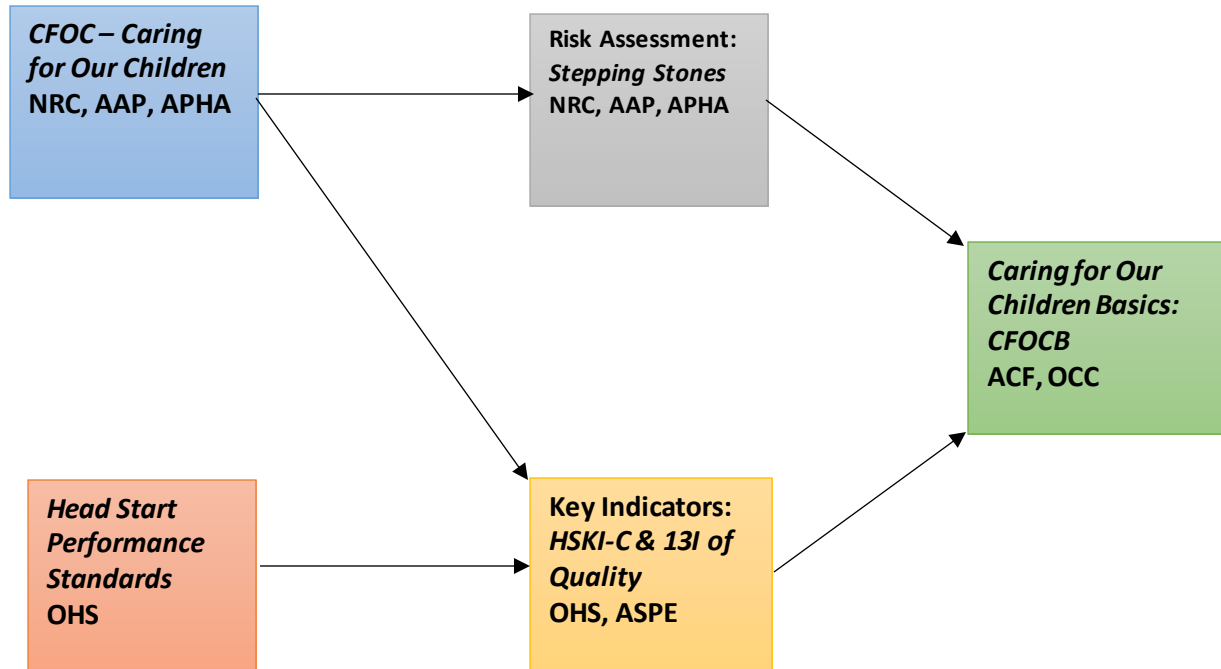 CFOC – Caring
for Our Children
NRC, AAP, APHA
Risk Assessment:
Stepping Stones
NRC, AAP, APHA
Caring for Our
Children Basics:
CFOCB
ACF, OCC
Head Start
Performance
Standards
OHS
Key Indicators:
HSKI-C & 13I of
Quality
OHS, ASPE